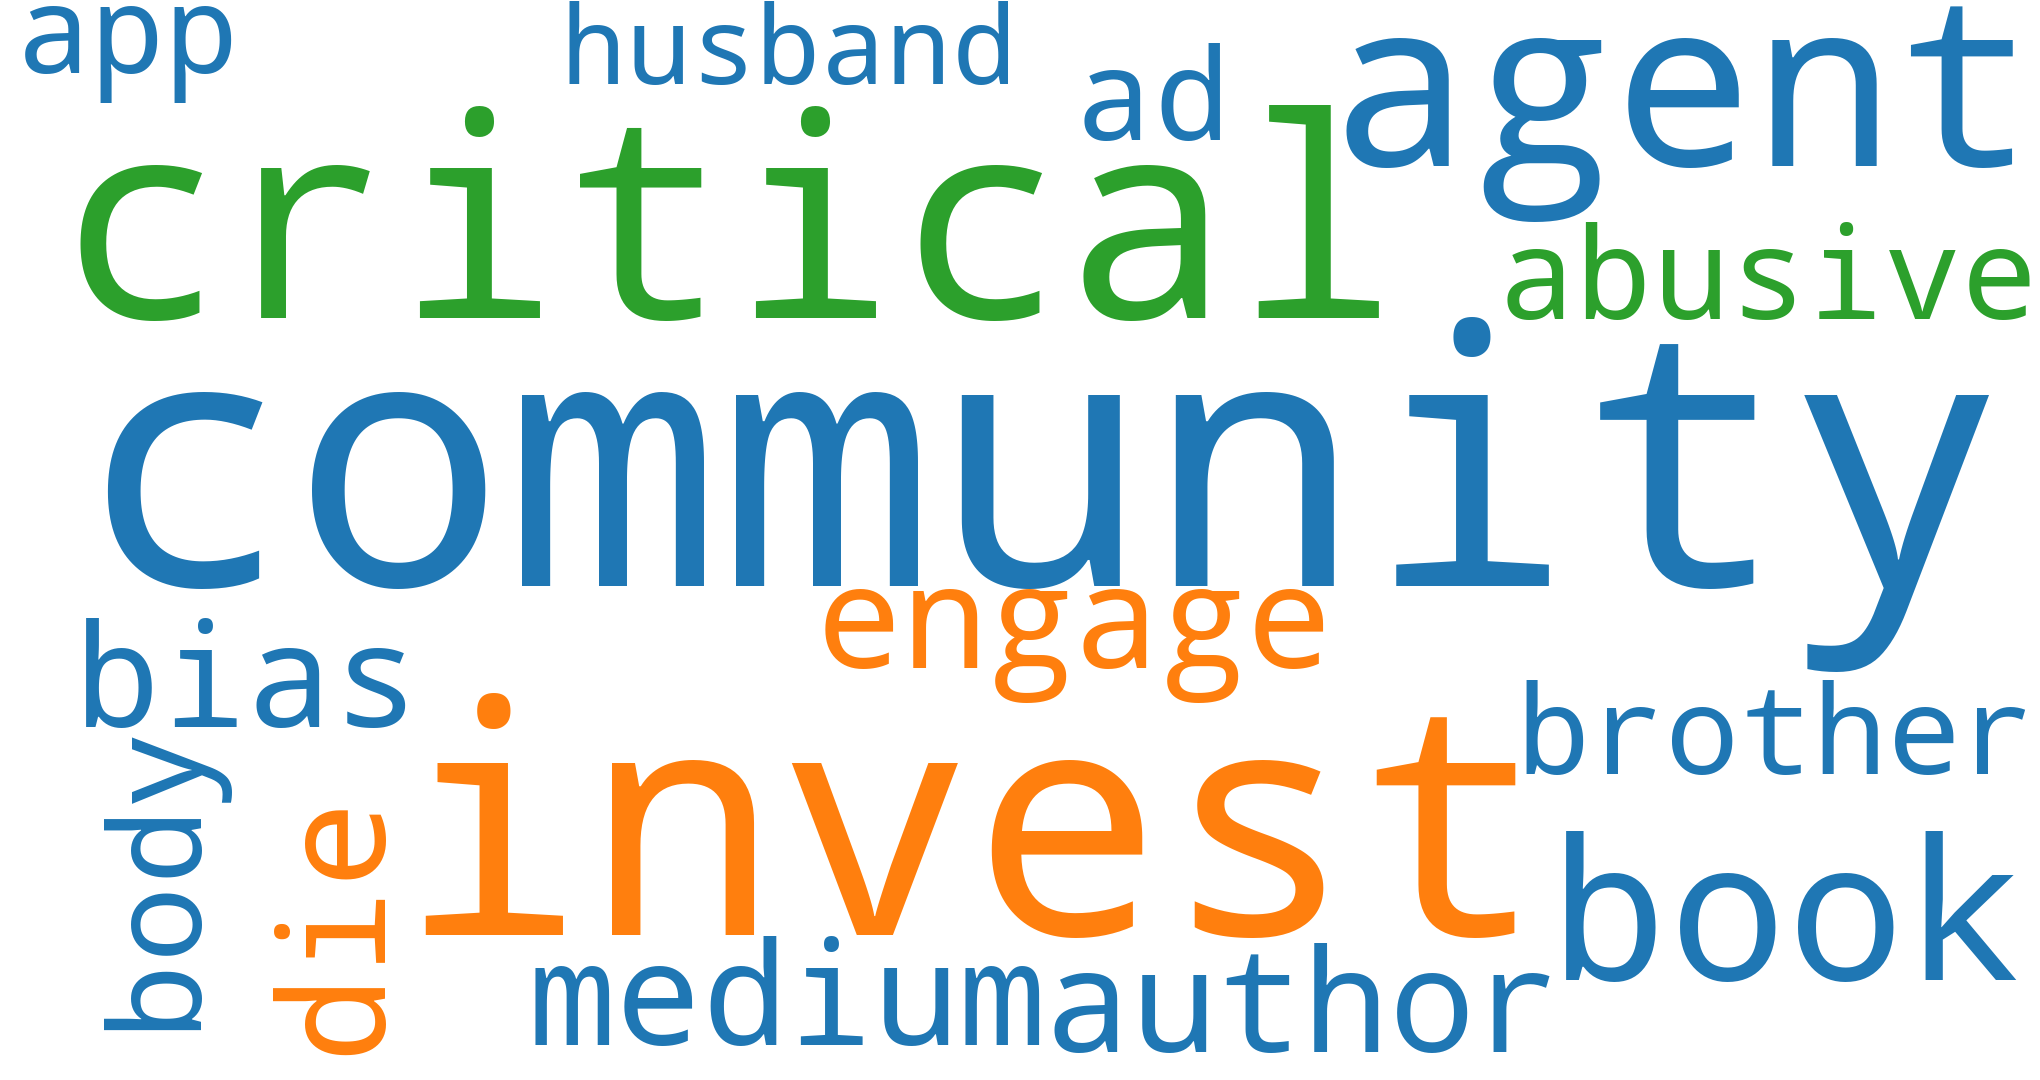 app
husband
ad
agent
critical
abusive
community
engage
bias
invest
brother
body
die
book
medium
author